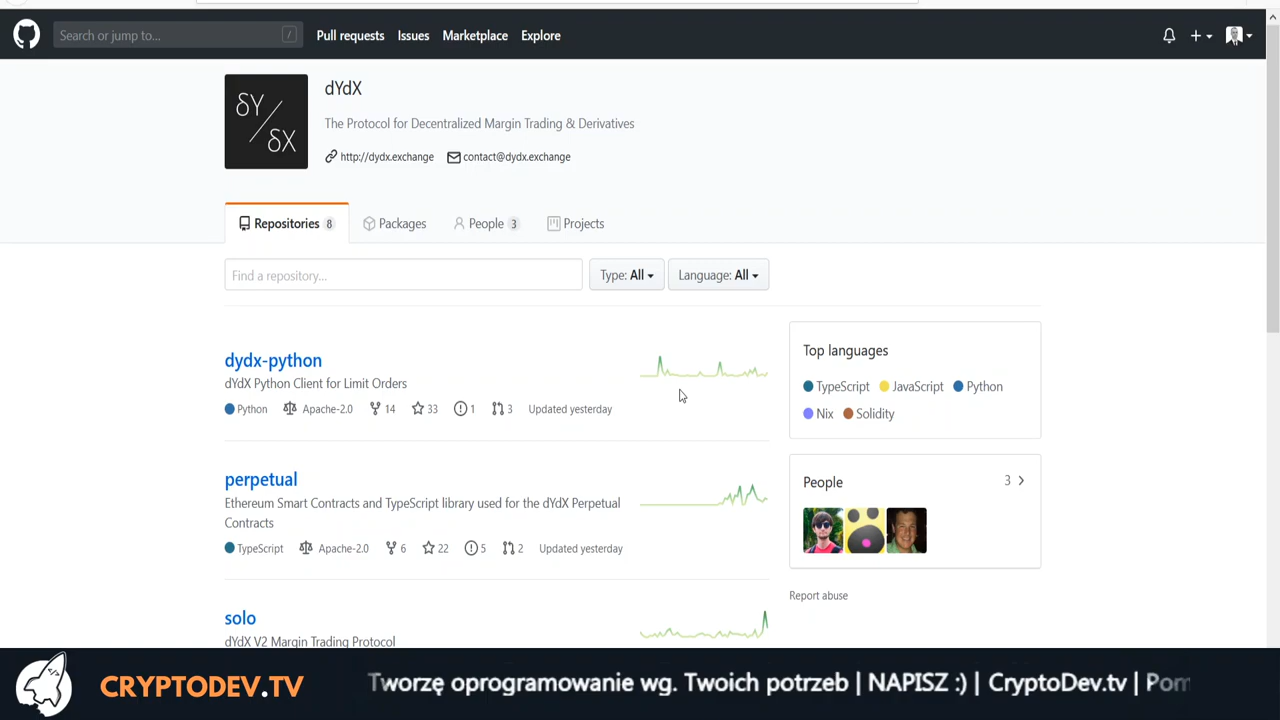 Search or jump to... /
Pull requests Issues Marketplace Explore
δY/δX
dYdX
The Protocol for Decentralized Margin Trading & Derivatives
http://dydx.exchange contact@dydx.exchange
Repositories 8 Packages People 3 Projects
Find a repository... Type: All Language: All
dydx-python
dYdX Python Client for Limit Orders
Python Apache-2.0 14 33 1 3 Updated yesterday
perpetual
Ethereum Smart Contracts and TypeScript library used for the dYdX Perpetual
Contracts
TypeScript Apache-2.0 6 22 5 2 Updated yesterday
solo
dYdX V2 Margin Trading Protocol
Top languages
TypeScript JavaScript Python
Nix Solidity
People 3
Report abuse
CRYPTODEV.TV
Tworzę oprogramowanie wg. Twoich potrzeb | NAPISZ :) | CryptoDev.tv |